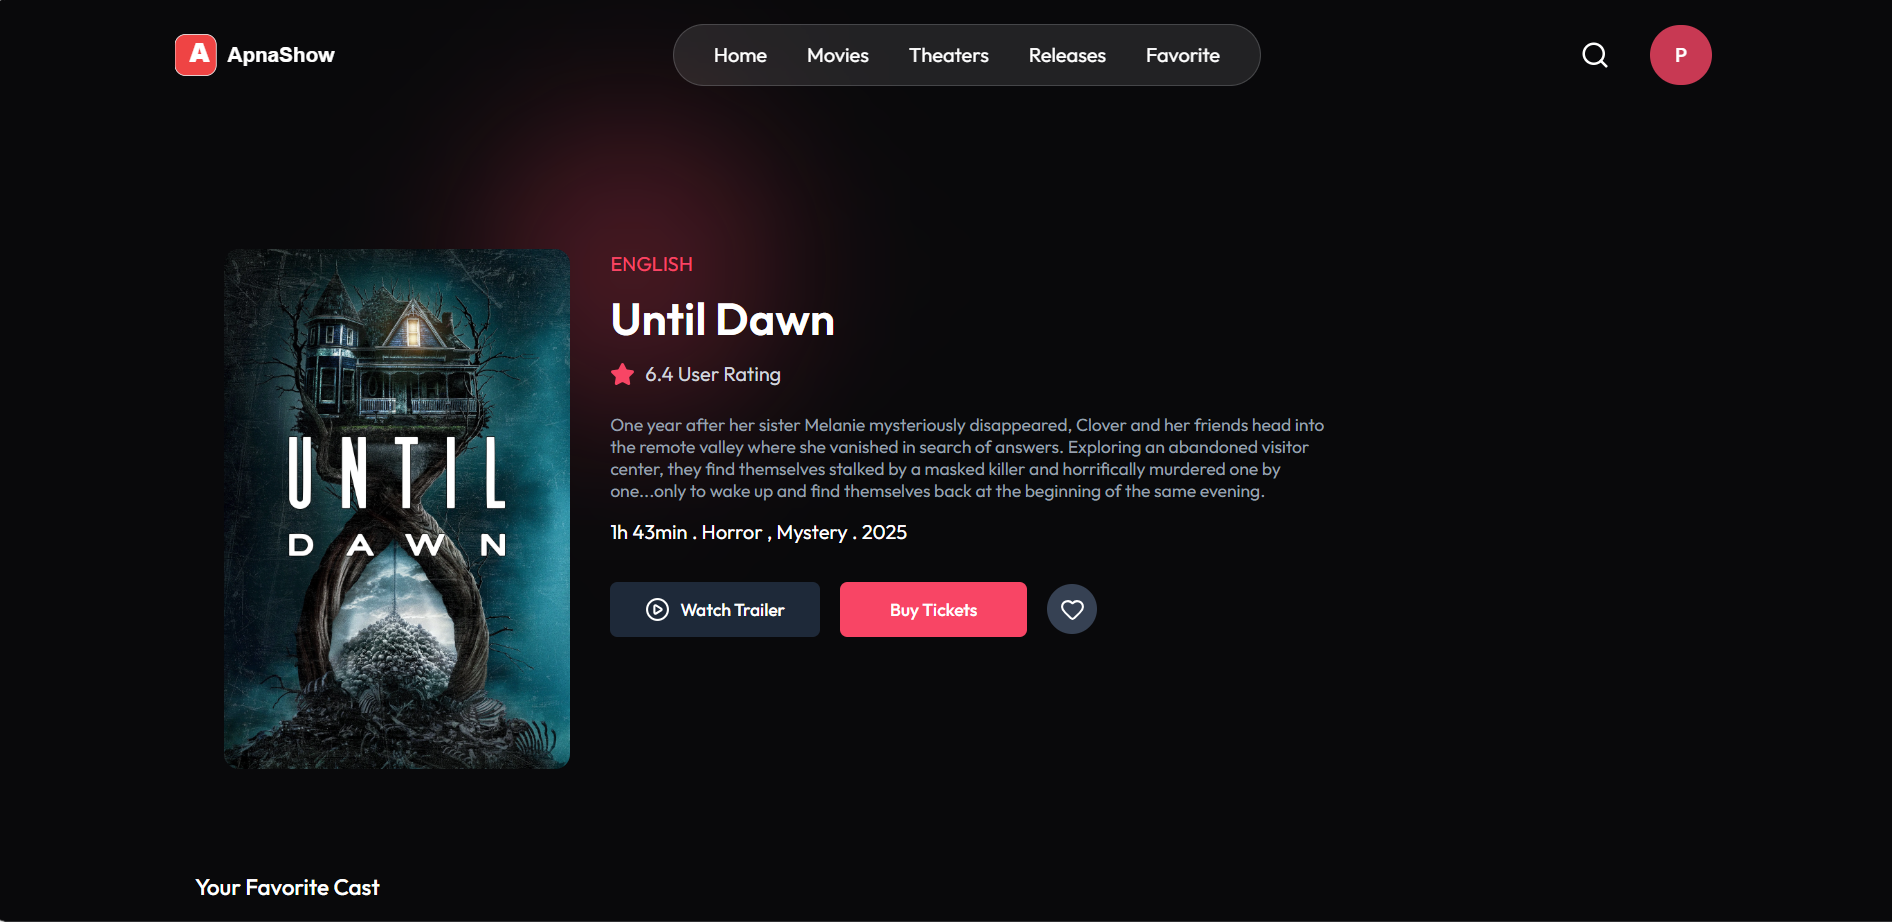 A ApnaShow
Home Movies Theaters Releases Favorite
P
UNTIL
DAWN
ENGLISH
Until Dawn
6.4 User Rating
One year after her sister Melanie mysteriously disappeared, Clover and her friends head into
the remote valley where she vanished in search of answers. Exploring an abandoned visitor
center, they find themselves stalked by a masked killer and horrifically murdered one by
one...only to wake up and find themselves back at the beginning of the same evening.
1h 43min . Horror , Mystery . 2025
Watch Trailer Buy Tickets
Your Favorite Cast